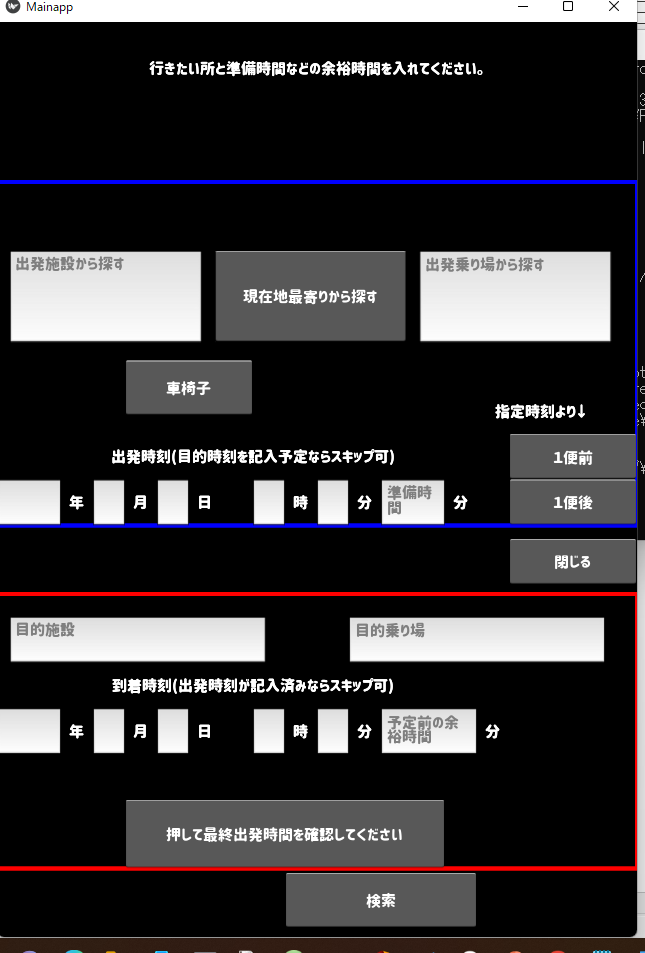 Mainapp
行きたい所と準備時間などの余裕時間を入れてください。
出発施設から探す
現在地最寄りから探す
出発乗り場から探す
車椅子
指定時刻より↓
出発時刻(目的時刻を記入予定ならスキップ可)
1便前
年 月 日 時 分 準備時
間 分
1便後
閉じる
目的施設
目的乗り場
到着時刻(出発時刻が記入済みならスキップ可)
年 月 日 時 分 予定前の余
裕時間 分
押して最終出発時間を確認してください
検索